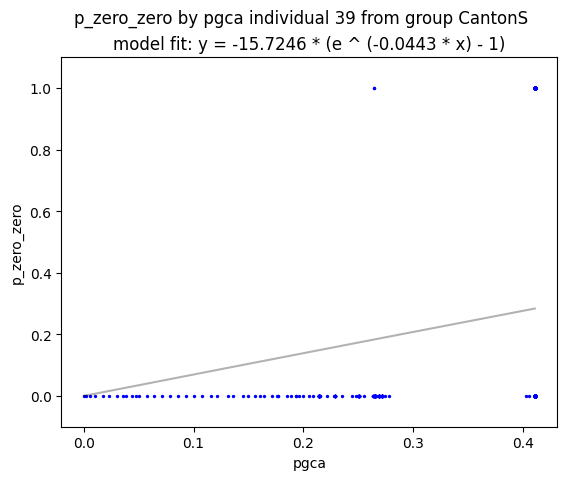 p_zero_zero by pgca individual 39 from group CantonS
model fit: y = -15.7246 * (e ^ (-0.0443 * x) - 1)
1.0
0.8
0.6
0.4
0.2
0.0
p_zero_zero
0.0 0.1 0.2 0.3 0.4
pgca